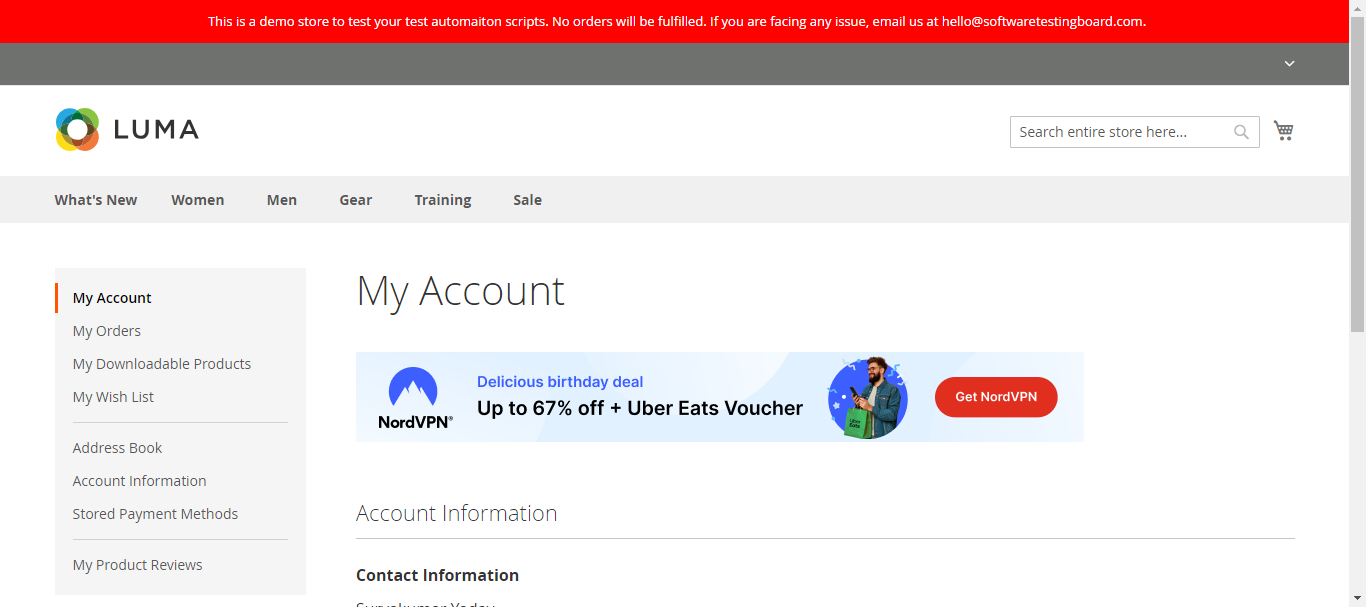 This is a demo store to test your test automaiton scripts. No orders will be fulfilled. If you are facing any issue, email us at hello@softwaretestingboard.com.
LUMA
Search entire store here...
What's New Women Men Gear Training Sale
My Account
My Orders
My Downloadable Products
My Wish List
Address Book
Account Information
Stored Payment Methods
My Product Reviews
My Account
NordVPN®
Delicious birthday deal
Up to 67% off + Uber Eats Voucher
Uber
Eats
Get NordVPN
Account Information
Contact Information